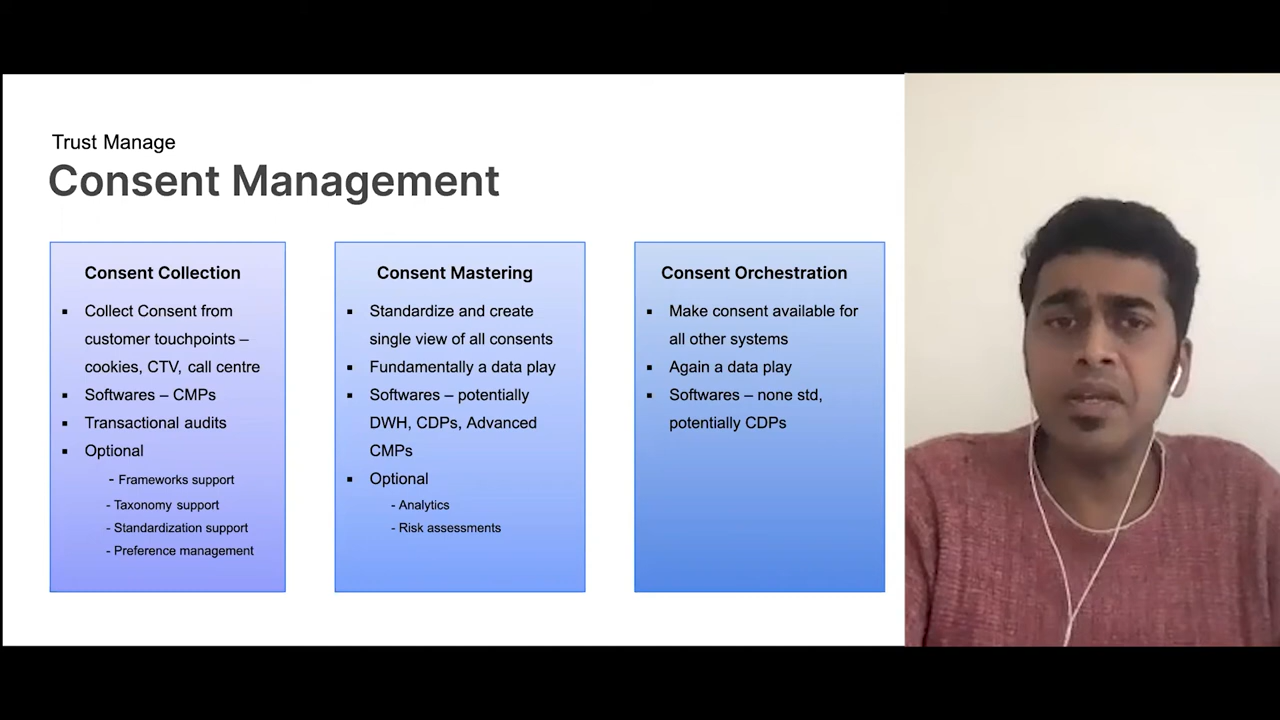 Trust Manage
Consent Management
Consent Collection
▪ Collect Consent from
customer touchpoints –
cookies, CTV, call centre
▪ Softwares – CMPs
▪ Transactional audits
▪ Optional
- Frameworks support
- Taxonomy support
- Standardization support
- Preference management
Consent Mastering
▪ Standardize and create
single view of all consents
▪ Fundamentally a data play
▪ Softwares – potentially
DWH, CDPs, Advanced
CMPs
▪ Optional
- Analytics
- Risk assessments
Consent Orchestration
▪ Make consent available for
all other systems
▪ Again a data play
▪ Softwares – none std,
potentially CDPs